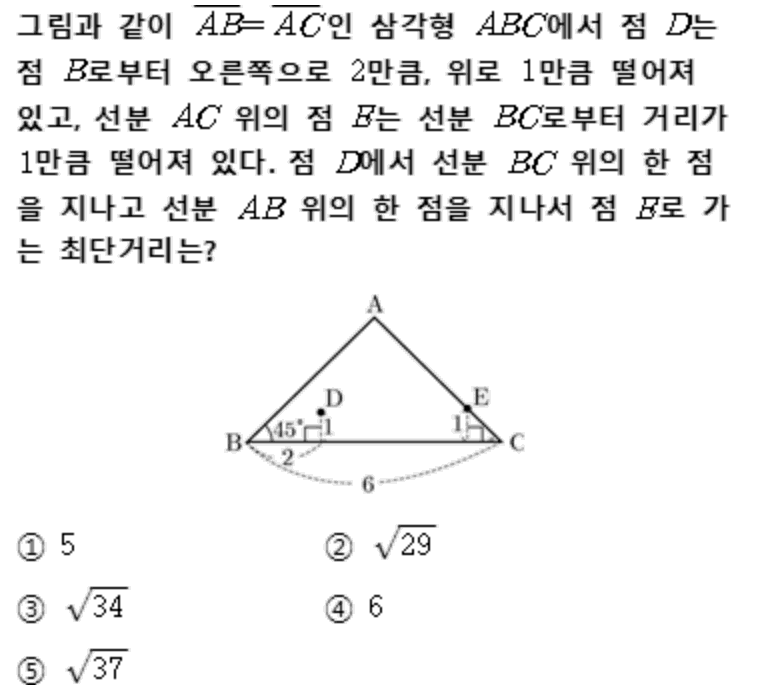 그림과 같이 AB=AC인 삼각형 ABC에서 점 D는
점 B로부터 오른쪽으로 2만큼, 위로 1만큼 떨어져
있고, 선분 AC 위의 점 E는 선분 BC로부터 거리가
1만큼 떨어져 있다. 점 D에서 선분 BC 위의 한 점
을 지나고 선분 AB 위의 한 점을 지나서 점 E로 가
는 최단거리는?
A
D
E
45°
1
1
B
2
C
6
① 5
② √29
③ √34
④ 6
⑤ √37